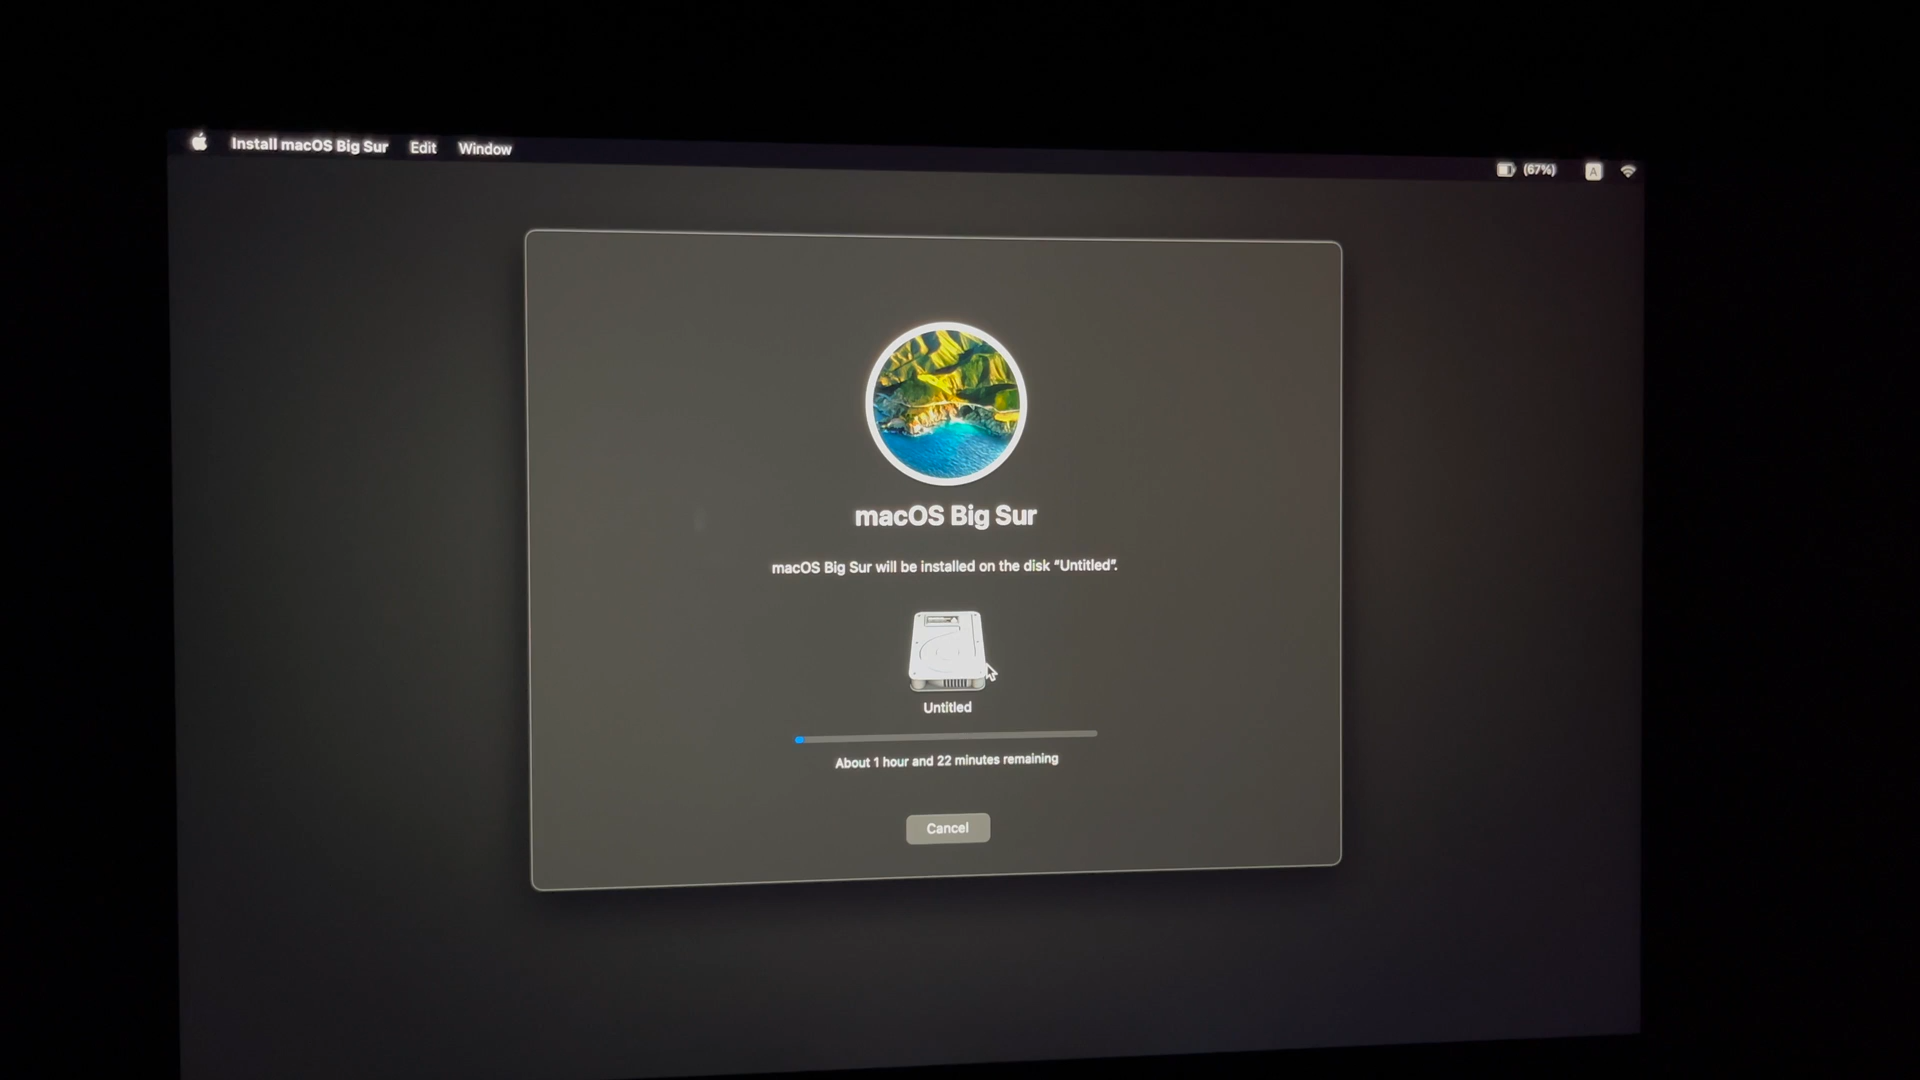 Install macOS Big Sur Edit Window (67%) A
macOS Big Sur
macOS Big Sur will be installed on the disk “Untitled”.
Untitled
About 1 hour and 22 minutes remaining
Cancel